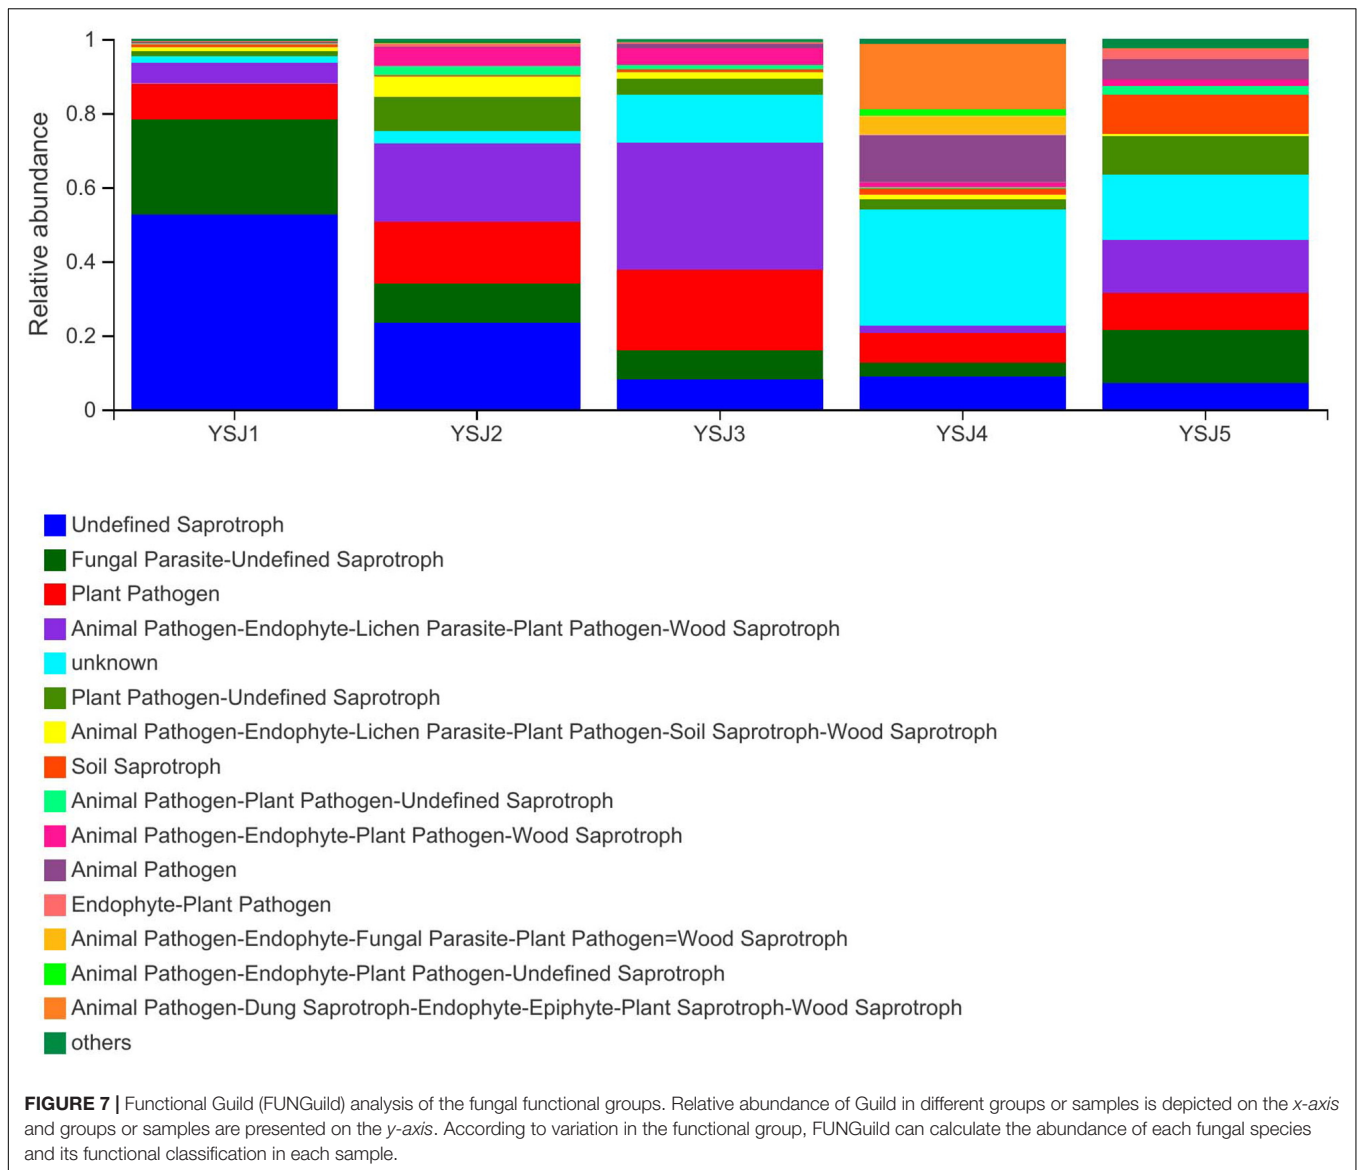 1
0.8
0.6
0.4
0.2
0
Relative abundance
YSJ1 YSJ2 YSJ3 YSJ4 YSJ5
Undefined Saprotroph
Fungal Parasite-Undefined Saprotroph
Plant Pathogen
Animal Pathogen-Endophyte-Lichen Parasite-Plant Pathogen-Wood Saprotroph
unknown
Plant Pathogen-Undefined Saprotroph
Animal Pathogen-Endophyte-Lichen Parasite-Plant Pathogen-Soil Saprotroph-Wood Saprotroph
Soil Saprotroph
Animal Pathogen-Plant Pathogen-Undefined Saprotroph
Animal Pathogen-Endophyte-Plant Pathogen-Wood Saprotroph
Animal Pathogen
Endophyte-Plant Pathogen
Animal Pathogen-Endophyte-Fungal Parasite-Plant Pathogen=Wood Saprotroph
Animal Pathogen-Endophyte-Plant Pathogen-Undefined Saprotroph
Animal Pathogen-Dung Saprotroph-Endophyte-Epiphyte-Plant Saprotroph-Wood Saprotroph
others
FIGURE 7 | Functional Guild (FUNGuild) analysis of the fungal functional groups. Relative abundance of Guild in different groups or samples is depicted on the x-axis
and groups or samples are presented on the y-axis. According to variation in the functional group, FUNGuild can calculate the abundance of each fungal species
and its functional classification in each sample.